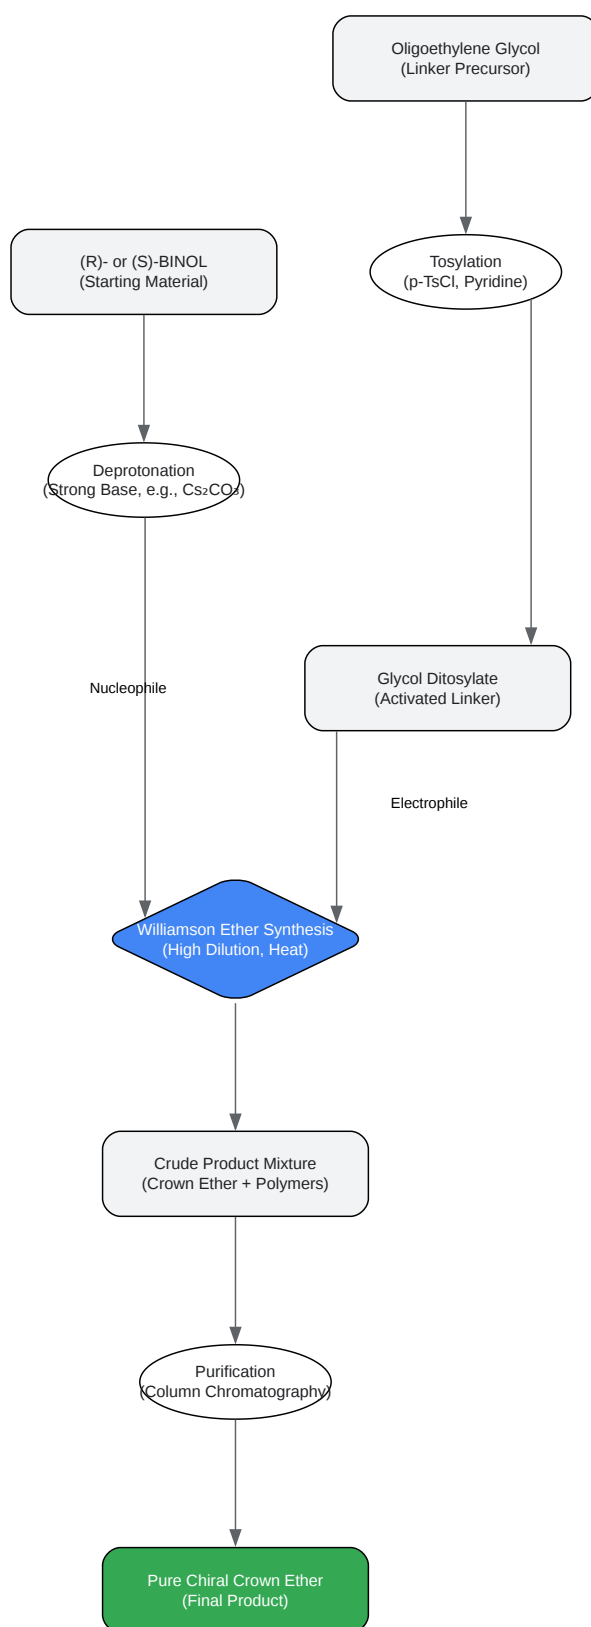 Oligoethylene Glycol
(Linker Precursor)
(R)- or (S)-BINOL
(Starting Material)
Tosylation
(p-TsCl, Pyridine)
Deprotonation
(Strong Base, e.g., Cs₂CO₃)
Nucleophile
Glycol Ditosylate
(Activated Linker)
Electrophile
Williamson Ether Synthesis
(High Dilution, Heat)
Crude Product Mixture
(Crown Ether + Polymers)
Purification
(Column Chromatography)
Pure Chiral Crown Ether
(Final Product)